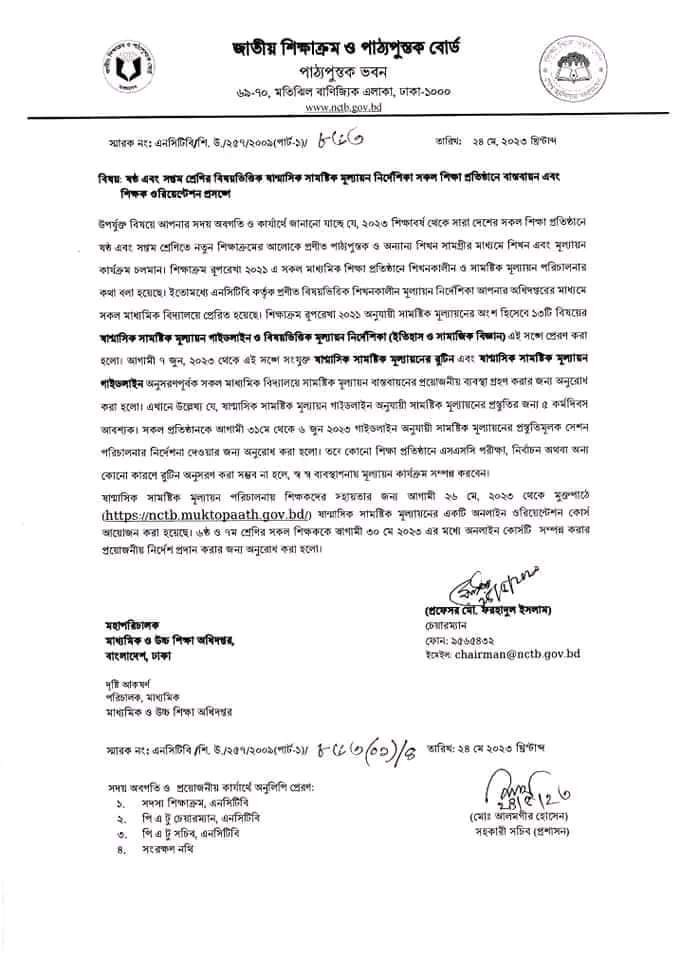 জাতীয় শিক্ষাক্রম ও পাঠ্যপুস্তক বোর্ড
পাঠ্যপুস্তক ভবন
৬৯-৭০, মতিঝিল বাণিজ্যিক এলাকা, ঢাকা-১০০০
www.nctb.gov.bd
স্মারক নং: এনসিটিবি/শি. উ./২৫৭/২০০৯(পার্ট-১)/ তারিখ: ২৪ মে, ২০২৩ খ্রিষ্টাব্দ
বিষয়: ষষ্ঠ এবং সপ্তম শ্রেণির বিষয়ভিত্তিক ষাণ্মাসিক সামষ্টিক মূল্যায়ন নির্দেশিকা সকল শিক্ষা প্রতিষ্ঠানে বাস্তবায়ন এবং
শিক্ষক ওরিয়েন্টেশন প্রসঙ্গে
উপর্যুক্ত বিষয়ে আপনার সদয় অবগতি ও কার্যার্থে জানানো যাচ্ছে যে, ২০২৩ শিক্ষাবর্ষ থেকে সারা দেশের সকল শিক্ষা প্রতিষ্ঠানে
ষষ্ঠ এবং সপ্তম শ্রেণিতে নতুন শিক্ষাক্রমের আলোকে প্রণীত পাঠ্যপুস্তক ও অন্যান্য শিখন সামগ্রীর মাধ্যমে শিখন এবং মূল্যায়ন
কার্যক্রম চলমান। শিক্ষাক্রম রূপরেখা ২০২১ এ সকল মাধ্যমিক শিক্ষা প্রতিষ্ঠানে শিখনকালীন ও সামষ্টিক মূল্যায়ন পরিচালনার
কথা বলা হয়েছে। ইতোমধ্যে এনসিটিবি কর্তৃক প্রণীত বিষয়ভিত্তিক শিখনকালীন মূল্যায়ন নির্দেশিকা আপনার অধিদপ্তরের মাধ্যমে
সকল মাধ্যমিক বিদ্যালয়ে প্রেরিত হয়েছে। শিক্ষাক্রম রূপরেখা ২০২১ অনুযায়ী সামষ্টিক মূল্যায়নের অংশ হিসেবে ১৩টি বিষয়ের
ষাণ্মাসিক সামষ্টিক মূল্যায়ন গাইডলাইন ও বিষয়ভিত্তিক মূল্যায়ন নির্দেশিকা (ইতিহাস ও সামাজিক বিজ্ঞান) এই সঙ্গে প্রেরণ করা
হলো। আগামী ৭ জুন, ২০২৩ থেকে এই সঙ্গে সংযুক্ত ষাণ্মাসিক সামষ্টিক মূল্যায়নের রুটিন এবং ষাণ্মাসিক সামষ্টিক মূল্যায়ন
গাইডলাইন অনুসরণপূর্বক সকল মাধ্যমিক বিদ্যালয়ে সামষ্টিক মূল্যায়ন বাস্তবায়নের প্রয়োজনীয় ব্যবস্থা গ্রহণ করার জন্য অনুরোধ
করা হলো। এখানে উল্লেখ্য যে, ষাণ্মাসিক সামষ্টিক মূল্যায়ন গাইডলাইন অনুযায়ী সামষ্টিক মূল্যায়নের প্রস্তুতির জন্য ৫ কর্মদিবস
আবশ্যক। সকল প্রতিষ্ঠানকে আগামী ৩১মে থেকে ৬ জুন ২০২৩ গাইডলাইন অনুযায়ী সামষ্টিক মূল্যায়নের প্রস্তুতিমূলক সেশন
পরিচালনার নির্দেশনা দেওয়ার জন্য অনুরোধ করা হলো। তবে কোনো শিক্ষা প্রতিষ্ঠানে এসএসসি পরীক্ষা, নির্বাচন অথবা অন্য
কোনো কারণে রুটিন অনুসরণ করা সম্ভব না হলে, স্ব স্ব ব্যবস্থাপনায় মূল্যায়ন কার্যক্রম সম্পন্ন করবেন।
ষাণ্মাসিক সামষ্টিক মূল্যায়ন পরিচালনায় শিক্ষকদের সহায়তার জন্য আগামী ২৬ মে, ২০২৩ থেকে মুক্তপাঠে
(https://nctb.muktopaath.gov.bd/) ষাণ্মাসিক সামষ্টিক মূল্যায়নের একটি অনলাইন ওরিয়েন্টেশন কোর্স
আয়োজন করা হয়েছে। ৬ষ্ঠ ও ৭ম শ্রেণির সকল শিক্ষককে আগামী ৩০ মে ২০২৩ এর মধ্যে অনলাইন কোর্সটি সম্পন্ন করার
প্রয়োজনীয় নির্দেশ প্রদান করার জন্য অনুরোধ করা হলো।
(প্রফেসর মো. ফরহাদুল ইসলাম)
চেয়ারম্যান
ফোন: ৯৫৬৫৪৩২
ইমেইল: chairman@nctb.gov.bd
মহাপরিচালক
মাধ্যমিক ও উচ্চ শিক্ষা অধিদপ্তর,
বাংলাদেশ, ঢাকা
দৃষ্টি আকর্ষণ
পরিচালক, মাধ্যমিক
মাধ্যমিক ও উচ্চ শিক্ষা অধিদপ্তর
স্মারক নং: এনসিটিবি/শি. উ./২৫৭/২০০৯(পার্ট-১)/ তারিখ: ২৪ মে ২০২৩ খ্রিষ্টাব্দ
সদয় অবগতি ও প্রয়োজনীয় কার্যার্থে অনুলিপি প্রেরণ:
১. সদস্য শিক্ষাক্রম, এনসিটিবি
২. পি এ টু চেয়ারম্যান, এনসিটিবি
৩. পি এ টু সচিব, এনসিটিবি
৪. সংরক্ষণ নথি
২৪/৫/২৩
(মোঃ আলমগীর হোসেন)
সহকারী সচিব (প্রশাসন)